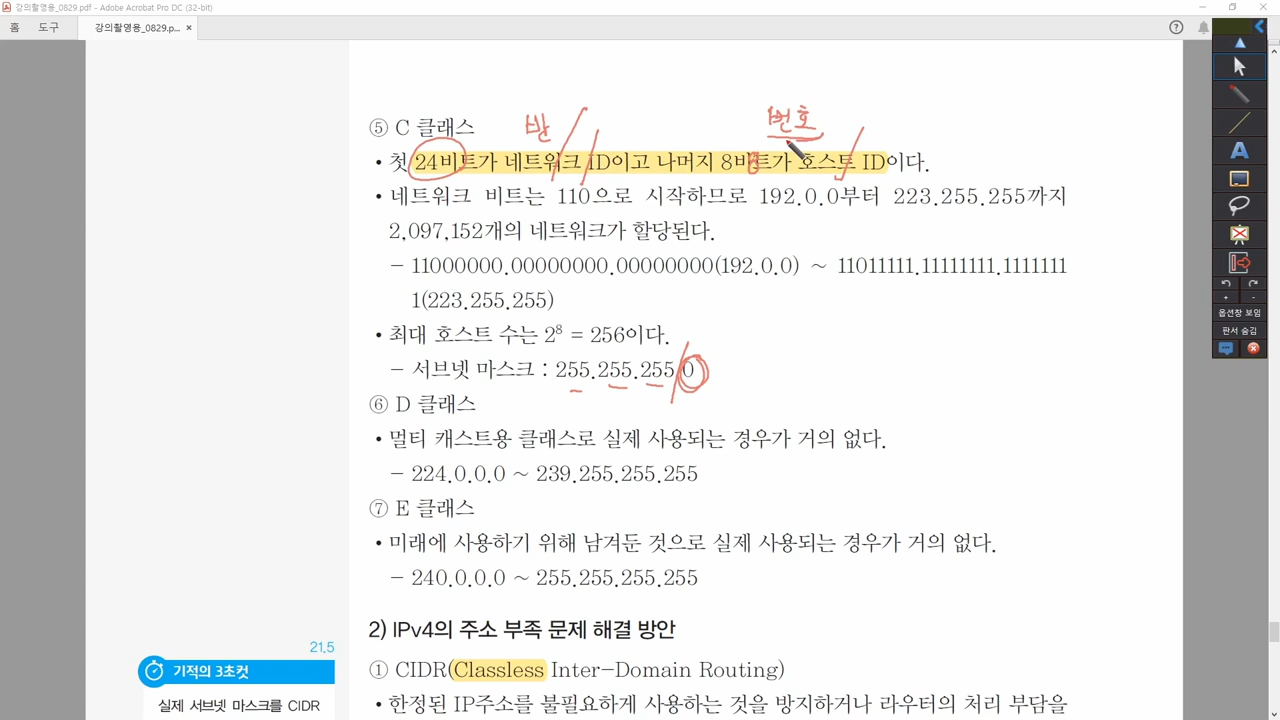 강의촬영용_0829.pdf - Adobe Acrobat Pro DC (32-bit)
홈 도구 강의촬영용_0829.p... ×
반 번호
⑤ C 클래스
• 첫 24비트가 네트워크 ID이고 나머지 8비트가 호스트 ID이다.
• 네트워크 비트는 110으로 시작하므로 192.0.0부터 223.255.255까지
2,097,152개의 네트워크가 할당된다.
- 11000000.00000000.00000000(192.0.0) ~ 11011111.11111111.1111111
1(223.255.255)
• 최대 호스트 수는 2⁸ = 256이다.
- 서브넷 마스크 : 255.255.255.0
⑥ D 클래스
• 멀티 캐스트용 클래스로 실제 사용되는 경우가 거의 없다.
- 224.0.0.0 ~ 239.255.255.255
⑦ E 클래스
• 미래에 사용하기 위해 남겨둔 것으로 실제 사용되는 경우가 거의 없다.
- 240.0.0.0 ~ 255.255.255.255
2) IPv4의 주소 부족 문제 해결 방안
① CIDR(Classless Inter-Domain Routing)
• 한정된 IP주소를 불필요하게 사용하는 것을 방지하거나 라우터의 처리 부담을
21.5
기적의 3초컷
실제 서브넷 마스크를 CIDR
A
옵션창 보임
판서 숨김